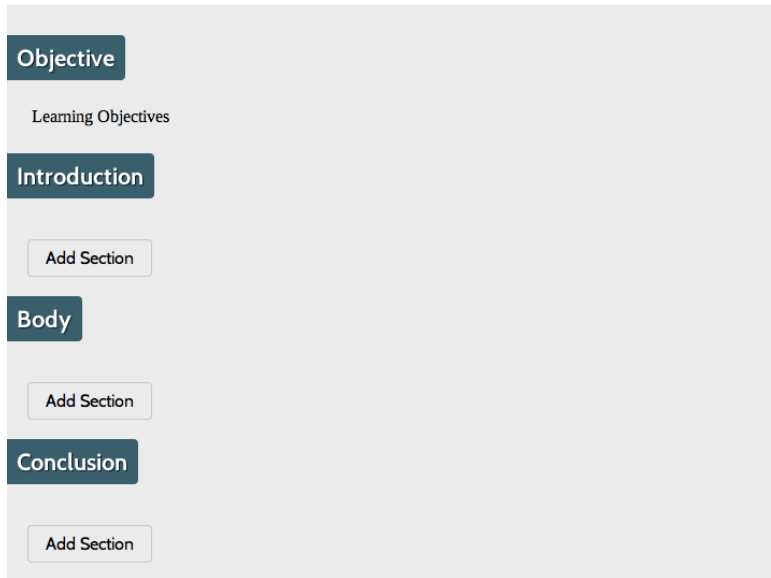 Objective
Learning Objectives
Introduction
Add Section
Body
Add Section
Conclusion
Add Section